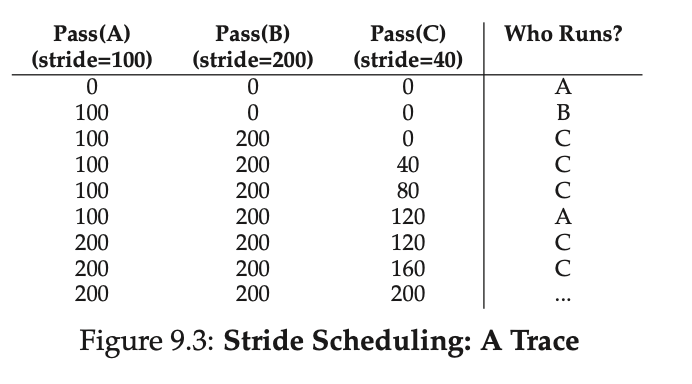 Pass(A) Pass(B) Pass(C) Who Runs?
(stride=100) (stride=200) (stride=40)
0 0 0 A
100 0 0 B
100 200 0 C
100 200 40 C
100 200 80 C
100 200 120 A
200 200 120 C
200 200 160 C
200 200 200 ...
Figure 9.3: Stride Scheduling: A Trace